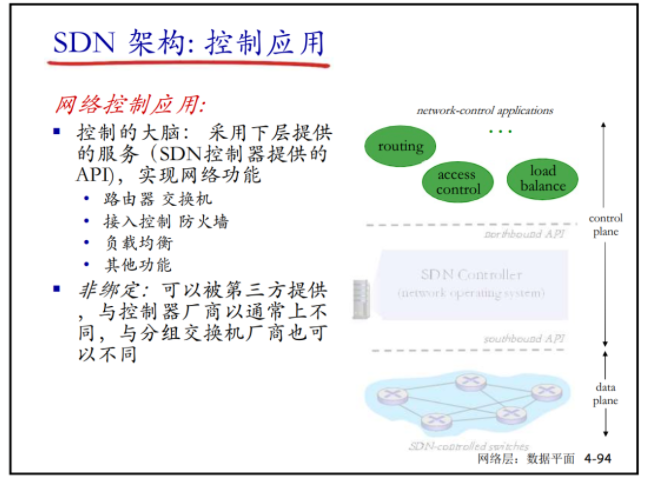 SDN 架构: 控制应用
网络控制应用:
▪ 控制的大脑： 采用下层提供
的服务（SDN控制器提供的
API)，实现网络功能
• 路由器 交换机
• 接入控制 防火墙
• 负载均衡
• 其他功能
▪ 非绑定：可以被第三方提供
，与控制器厂商以通常上不
同，与分组交换机厂商也可
以不同
network-control applications
...
routing
access
control
load
balance
control
plane
northbound API
SDN Controller
(network operating system)
southbound API
data
plane
SDN-controlled switches
网络层：数据平面 4-94